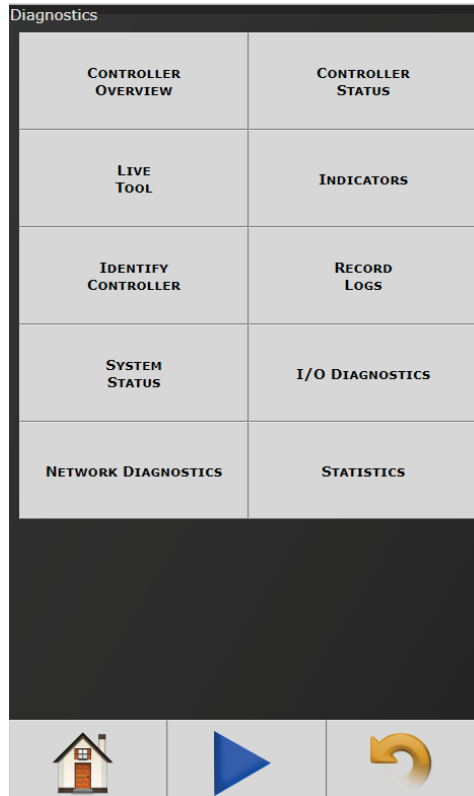 Diagnostics
CONTROLLER
OVERVIEW
CONTROLLER
STATUS
LIVE
TOOL
INDICATORS
IDENTIFY
CONTROLLER
RECORD
LOGS
SYSTEM
STATUS
I/O DIAGNOSTICS
NETWORK DIAGNOSTICS
STATISTICS